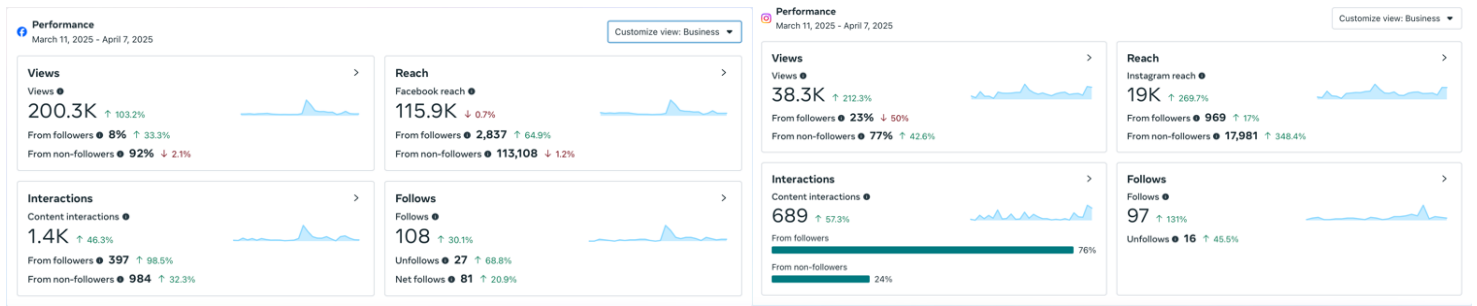 Performance
March 11, 2025 - April 7, 2025
Customize view: Business
Views
Views
200.3K ↑ 103.2%
From followers 8% ↑ 33.3%
From non-followers 92% ↓ 2.1%
Reach
Facebook reach
115.9K ↓ 0.7%
From followers 2,837 ↑ 64.9%
From non-followers 113,108 ↓ 1.2%
Interactions
Content interactions
1.4K ↑ 46.3%
From followers 397 ↑ 98.5%
From non-followers 984 ↑ 32.3%
Follows
Follows
108 ↑ 30.1%
Unfollows 27 ↑ 68.8%
Net follows 81 ↑ 20.9%
Performance
March 11, 2025 - April 7, 2025
Customize view: Business
Views
Views
38.3K ↑ 212.3%
From followers 23% ↓ 50%
From non-followers 77% ↑ 42.6%
Reach
Instagram reach
19K ↑ 269.7%
From followers 969 ↑ 17%
From non-followers 17,981 ↑ 348.4%
Interactions
Content interactions
689 ↑ 57.3%
From followers
76%
From non-followers
24%
Follows
Follows
97 ↑ 131%
Unfollows 16 ↑ 45.5%